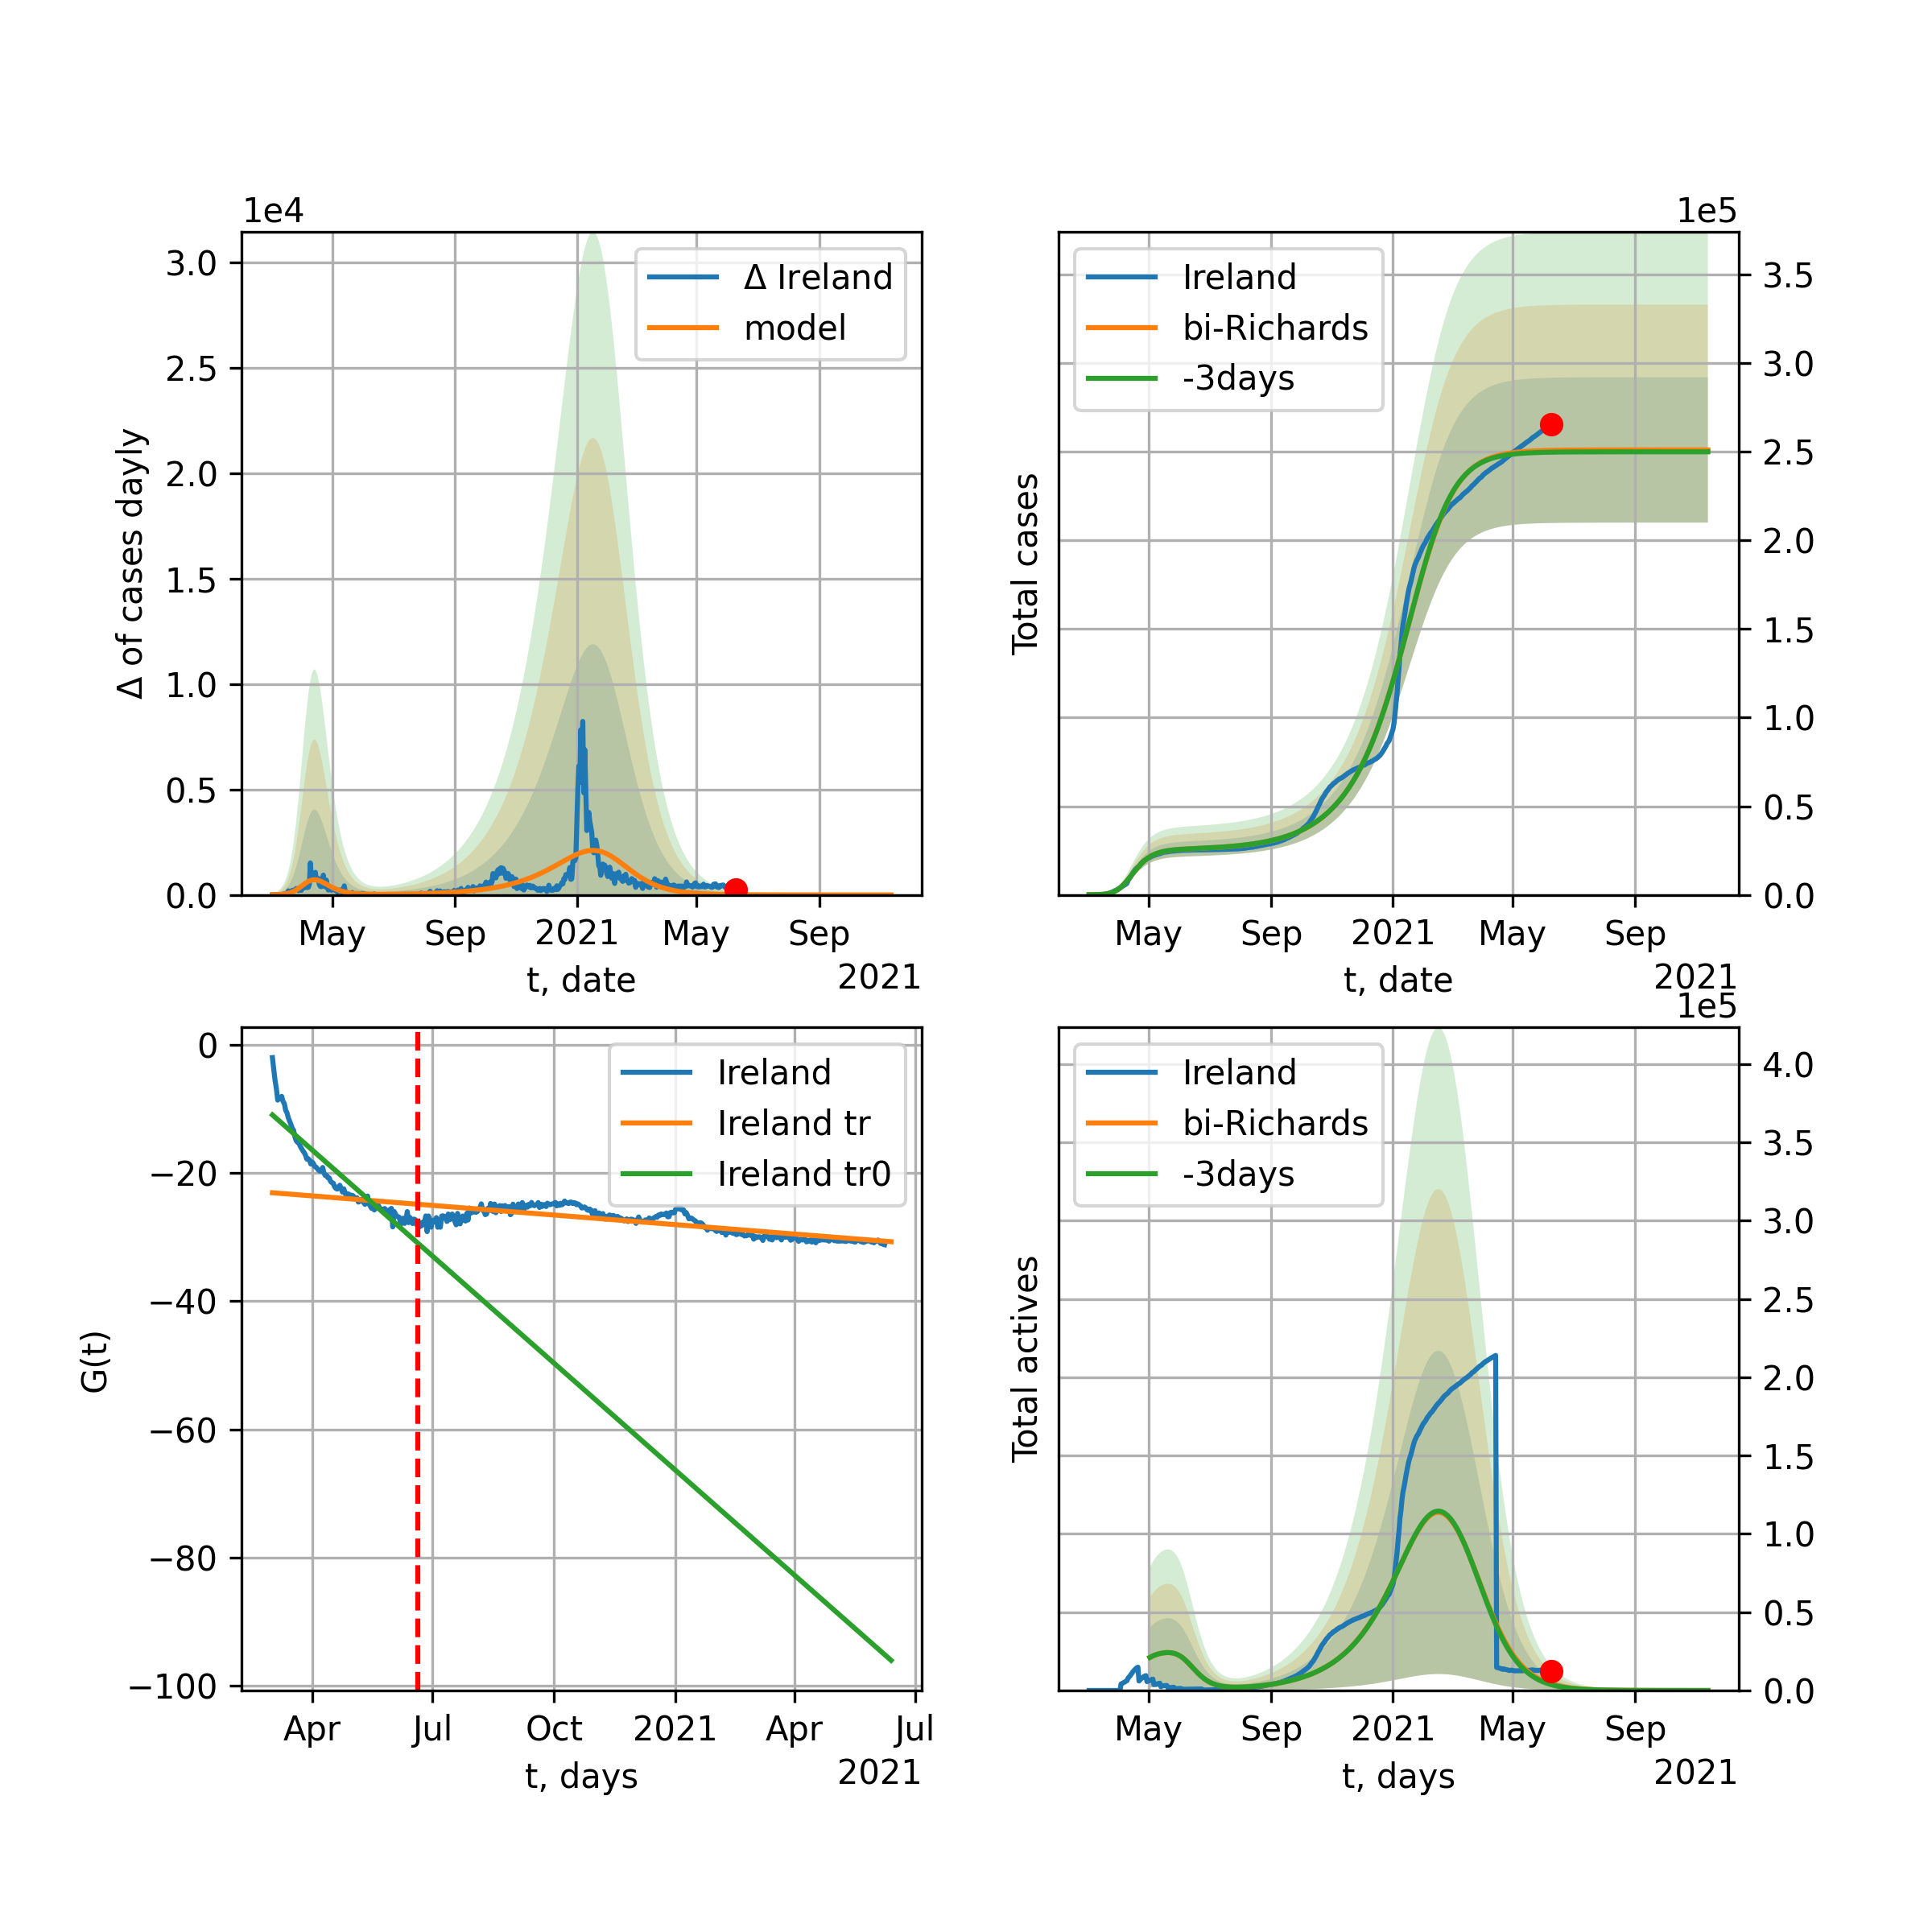 1e4
Δ of cases dayly
3.0
2.5
2.0
1.5
1.0
0.5
0.0
Δ Ireland
model
May Sep 2021 May Sep
t, date
2021
1e5
Total cases
Ireland
bi-Richards
-3days
3.5
3.0
2.5
2.0
1.5
1.0
0.5
0.0
May Sep 2021 May Sep
t, date
2021
G(t)
0
−20
−40
−60
−80
−100
Ireland
Ireland tr
Ireland tr0
Apr Jul Oct 2021 Apr Jul
t, days
2021
1e5
Total actives
Ireland
bi-Richards
-3days
4.0
3.5
3.0
2.5
2.0
1.5
1.0
0.5
0.0
May Sep 2021 May Sep
t, days
2021